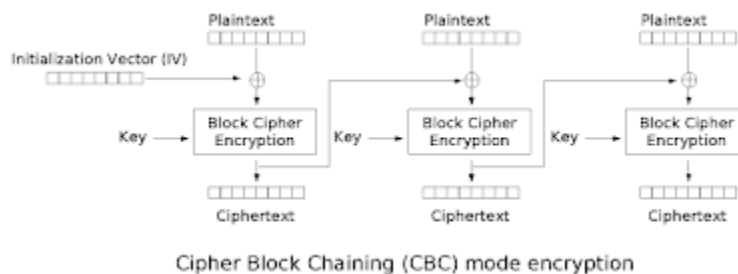 Plaintext
Plaintext
Plaintext
Initialization Vector (IV)
Key
Block Cipher
Encryption
Key
Block Cipher
Encryption
Key
Block Cipher
Encryption
Ciphertext
Ciphertext
Ciphertext
Cipher Block Chaining (CBC) mode encryption